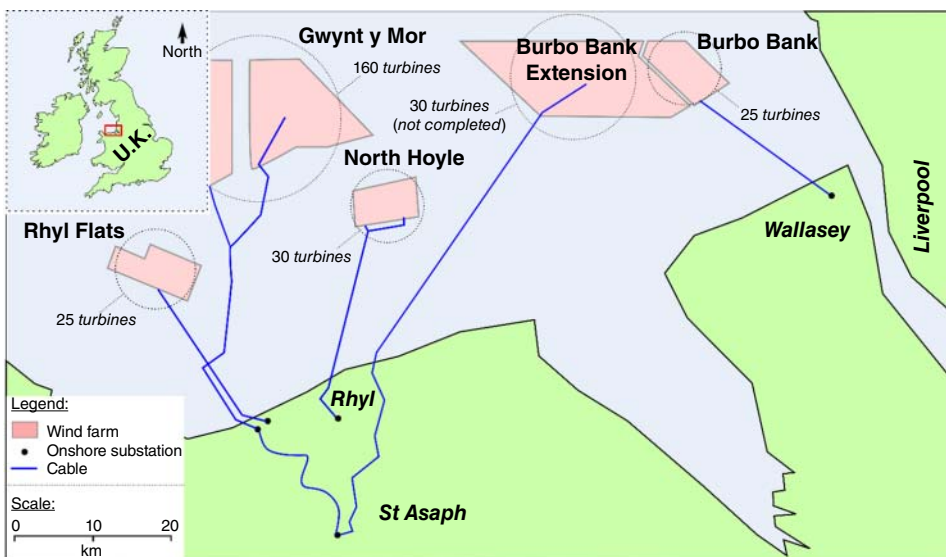 North
U.K.
Gwynt y Mor
160 turbines
Burbo Bank
Extension
30 turbines
(not completed)
Burbo Bank
25 turbines
North Hoyle
30 turbines
Rhyl Flats
25 turbines
Wallasey
Liverpool
Rhyl
St Asaph
Legend:
Wind farm
Onshore substation
Cable
Scale:
0 10 20
km